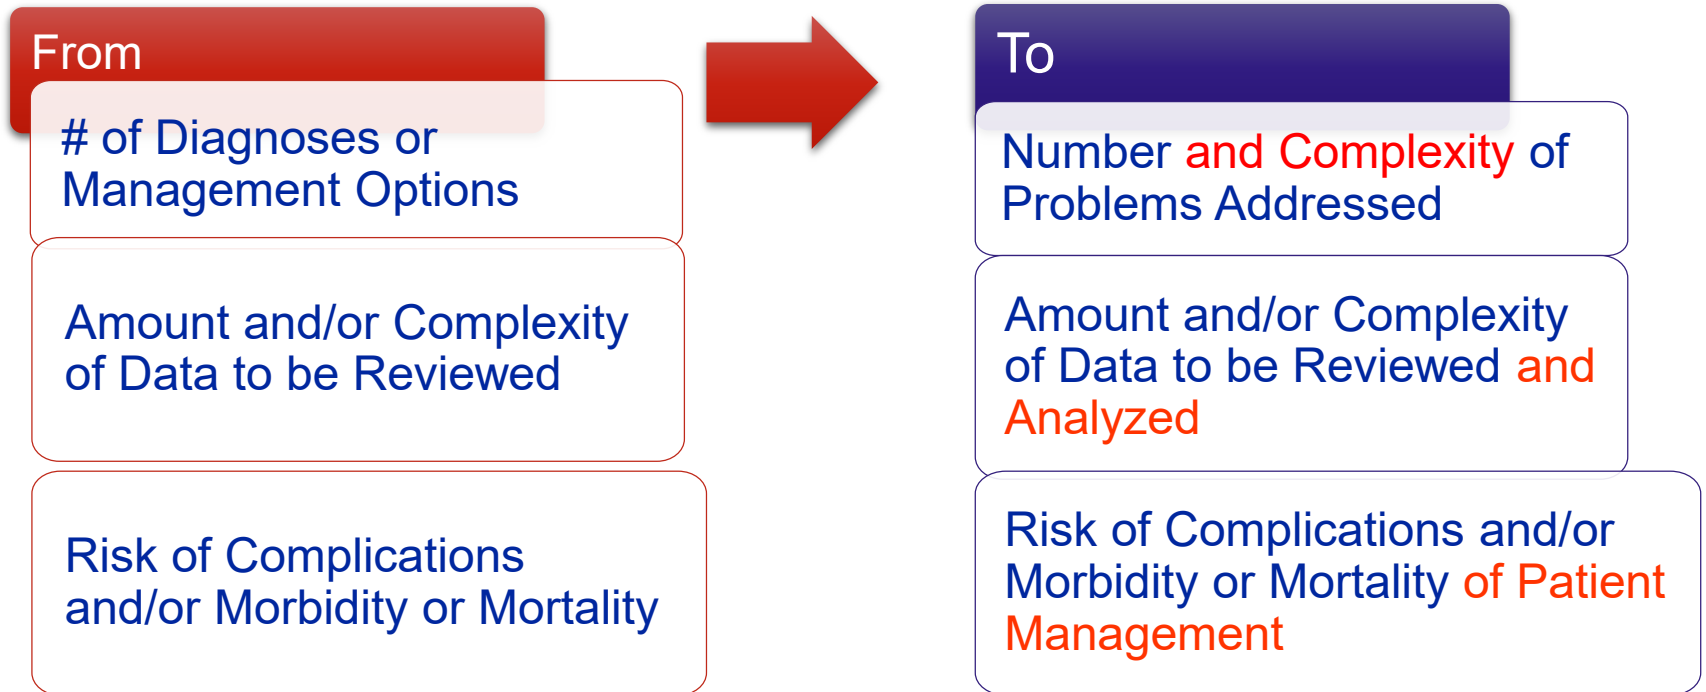 From
# of Diagnoses or
Management Options
Amount and/or Complexity
of Data to be Reviewed
Risk of Complications
and/or Morbidity or Mortality
To
Number and Complexity of
Problems Addressed
Amount and/or Complexity
of Data to be Reviewed and
Analyzed
Risk of Complications and/or
Morbidity or Mortality of Patient
Management